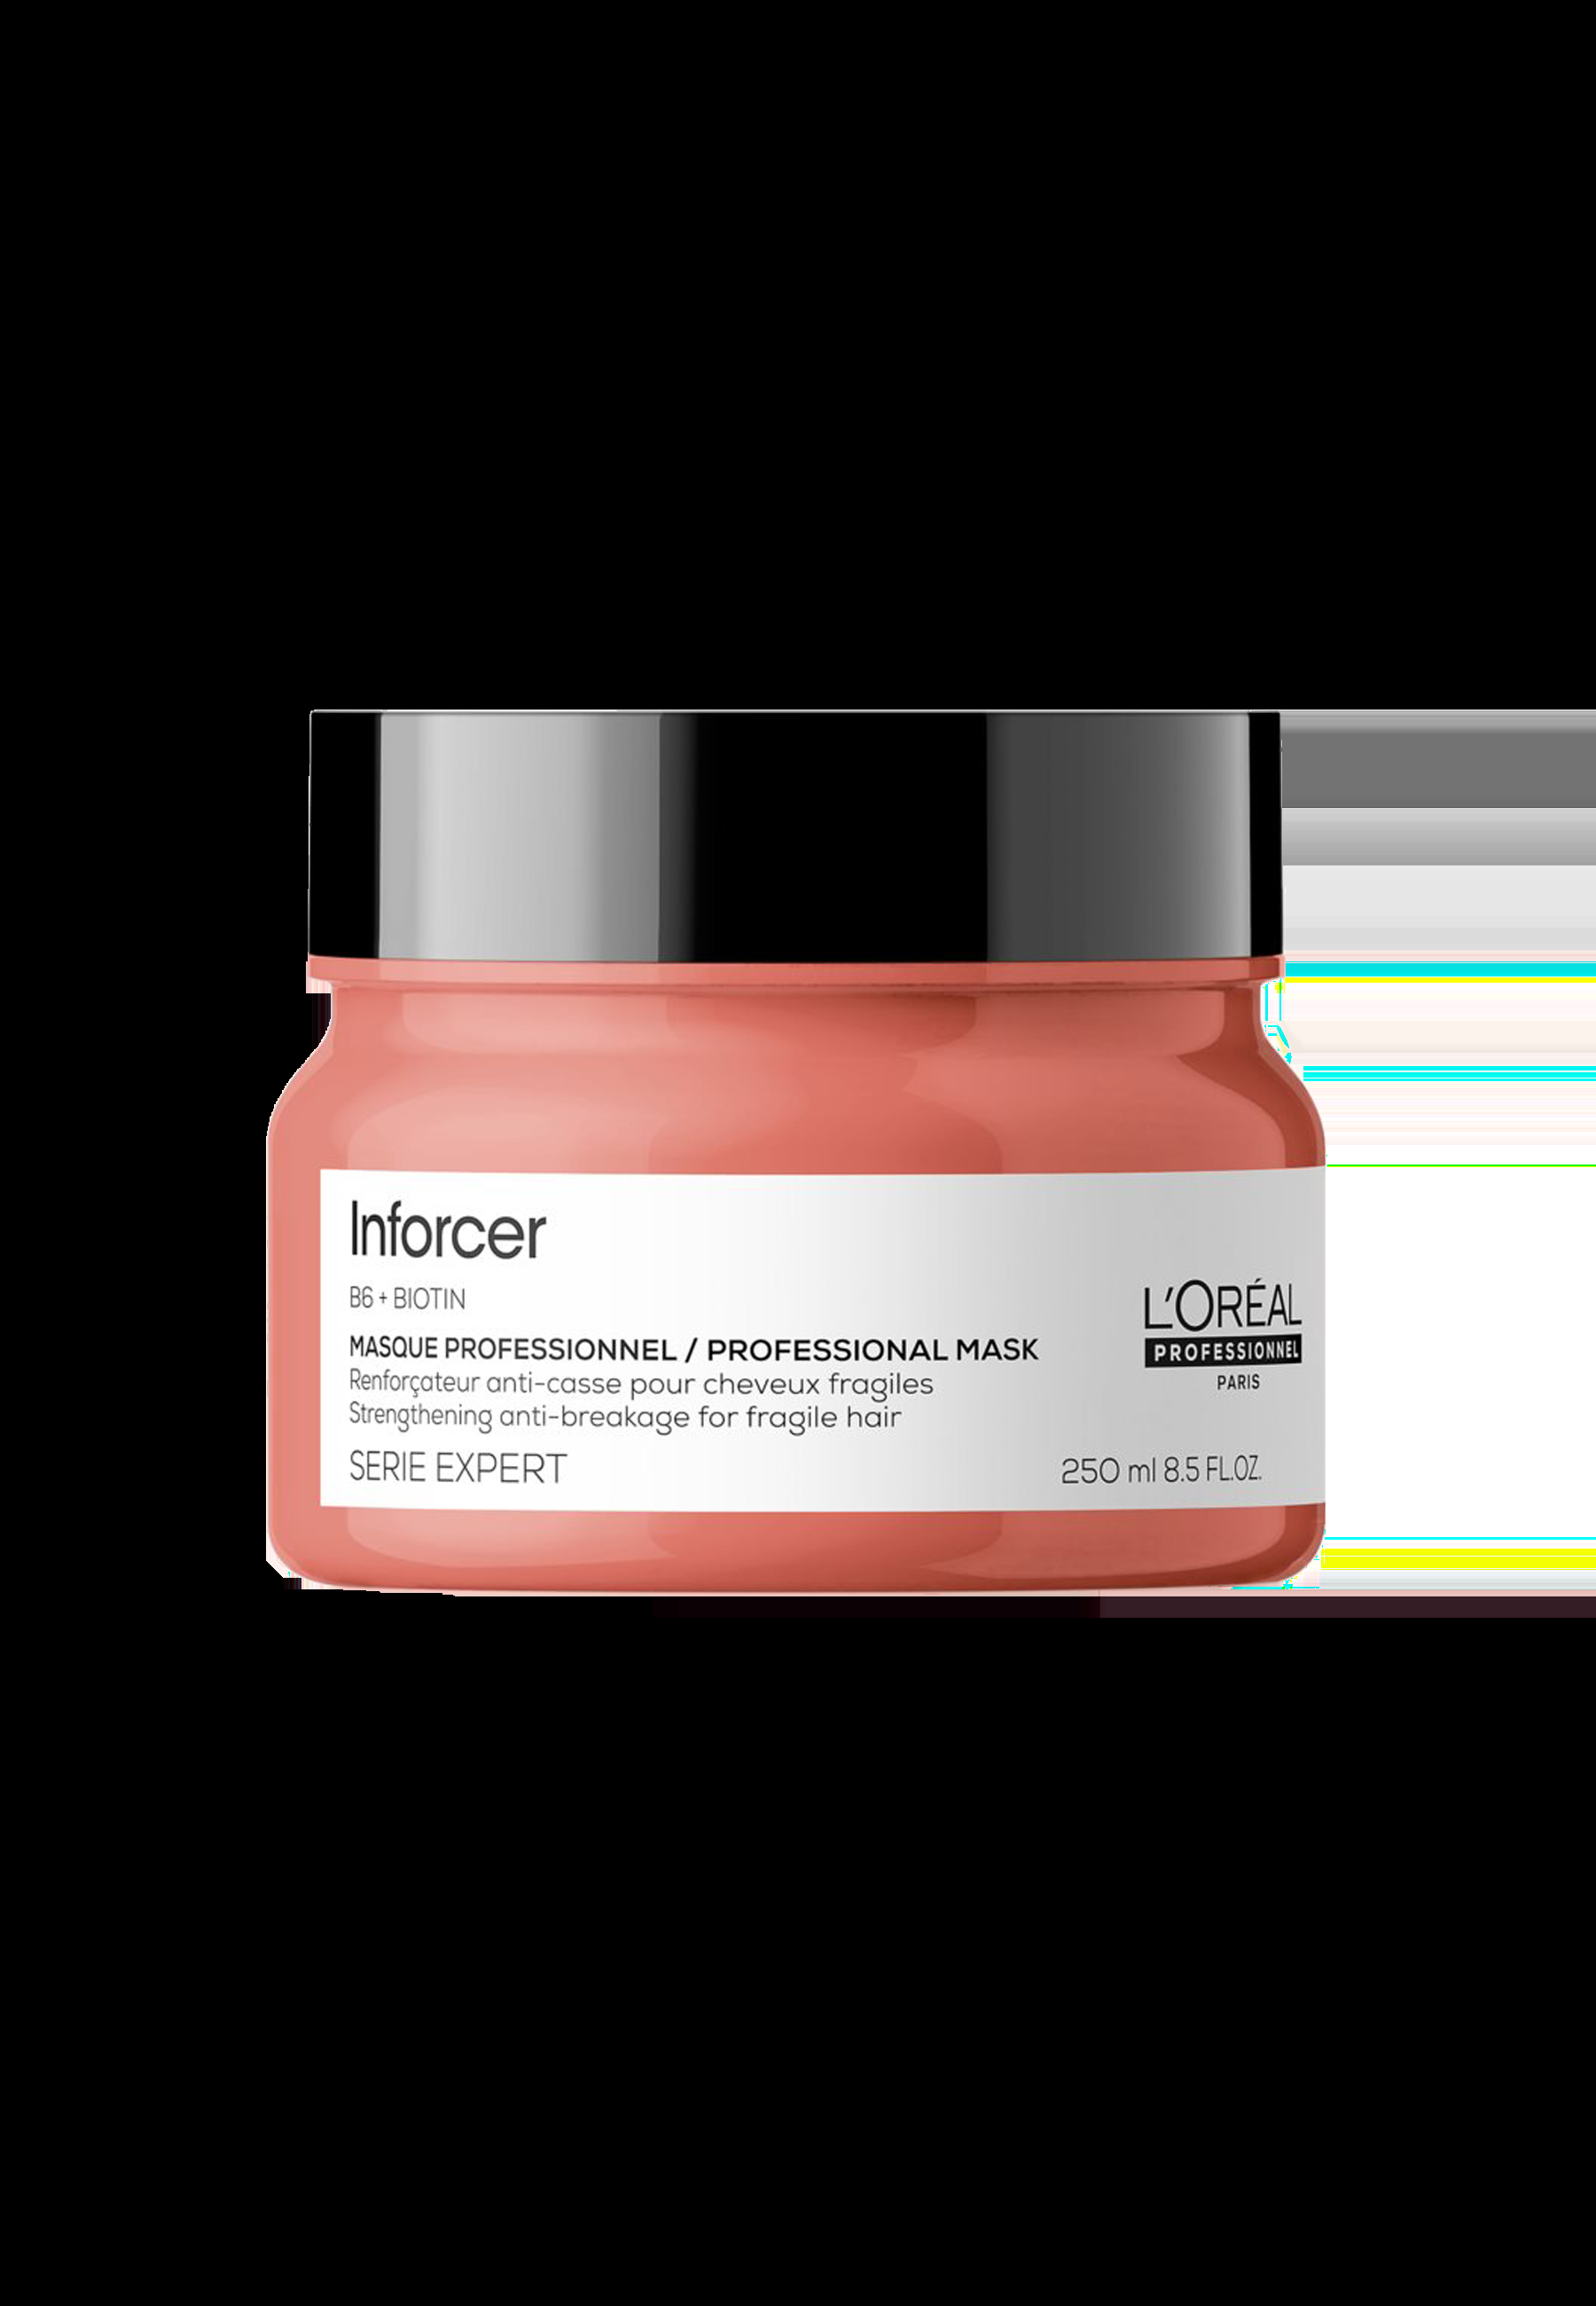 Inforcer
B6 + BIOTIN
MASQUE PROFESSIONNEL / PROFESSIONAL MASK
Renforçateur anti-casse pour cheveux fragiles
Strengthening anti-breakage for fragile hair
SERIE EXPERT
L'ORÉAL
PROFESSIONNEL
PARIS
250 ml 8.5 FL.OZ.